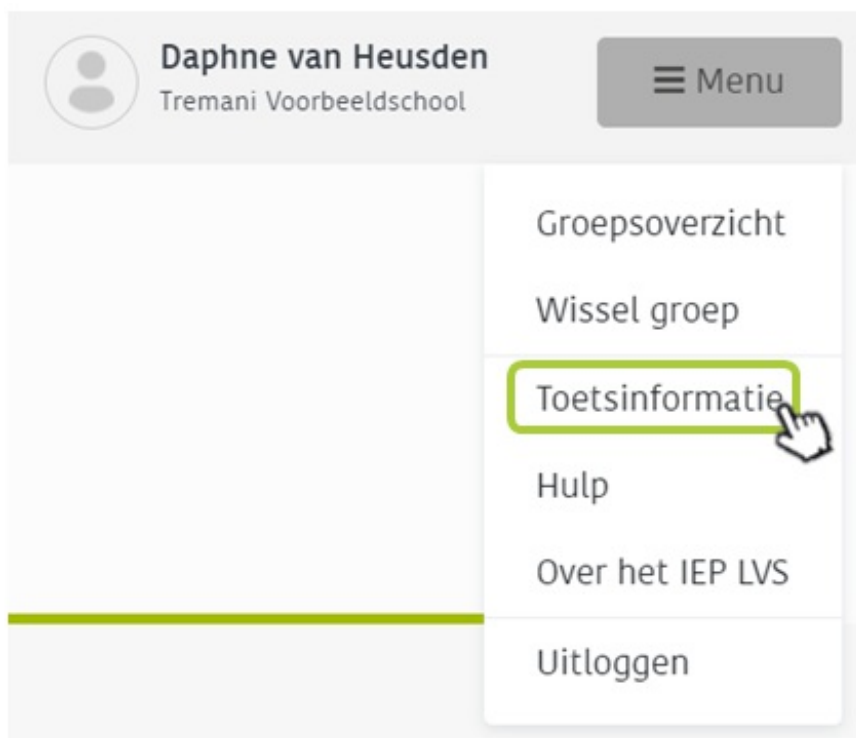 Daphne van Heusden
Tremani Voorbeeldschool
Menu
Groepsoverzicht
Wissel groep
Toetsinformatie
Hulp
Over het IEP LVS
Uitloggen